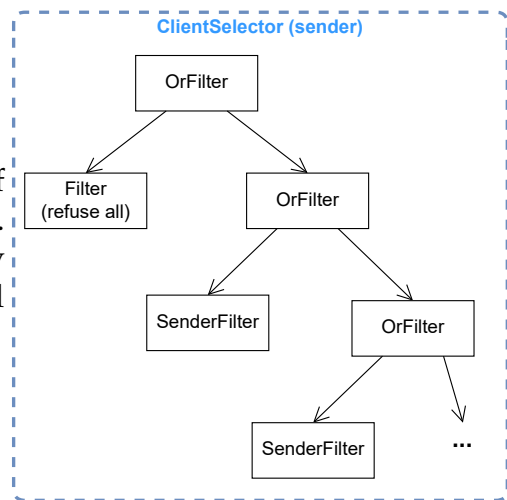 ClientSelector (sender)
OrFilter
Filter
(refuse all)
OrFilter
SenderFilter
OrFilter
SenderFilter
...